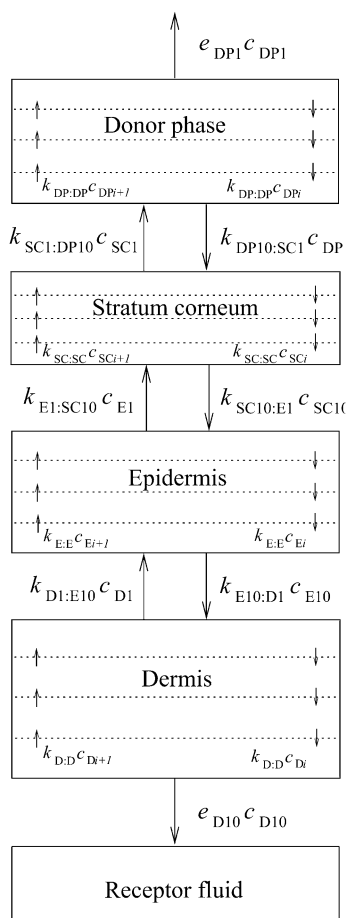 e DP1 c DP1
Donor phase
k DP:DP c DPi+1 k DP:DP c DPi
k SC1:DP10 c SC1 k DP10:SC1 c DP
Stratum corneum
k SC:SC c SCi+1 k SC:SC c SCi
k E1:SC10 c E1 k SC10:E1 c SC10
Epidermis
k E:E c Ei+1 k E:E c Ei
k D1:E10 c D1 k E10:D1 c E10
Dermis
k D:D c Di+1 k D:D c Di
e D10 c D10
Receptor fluid